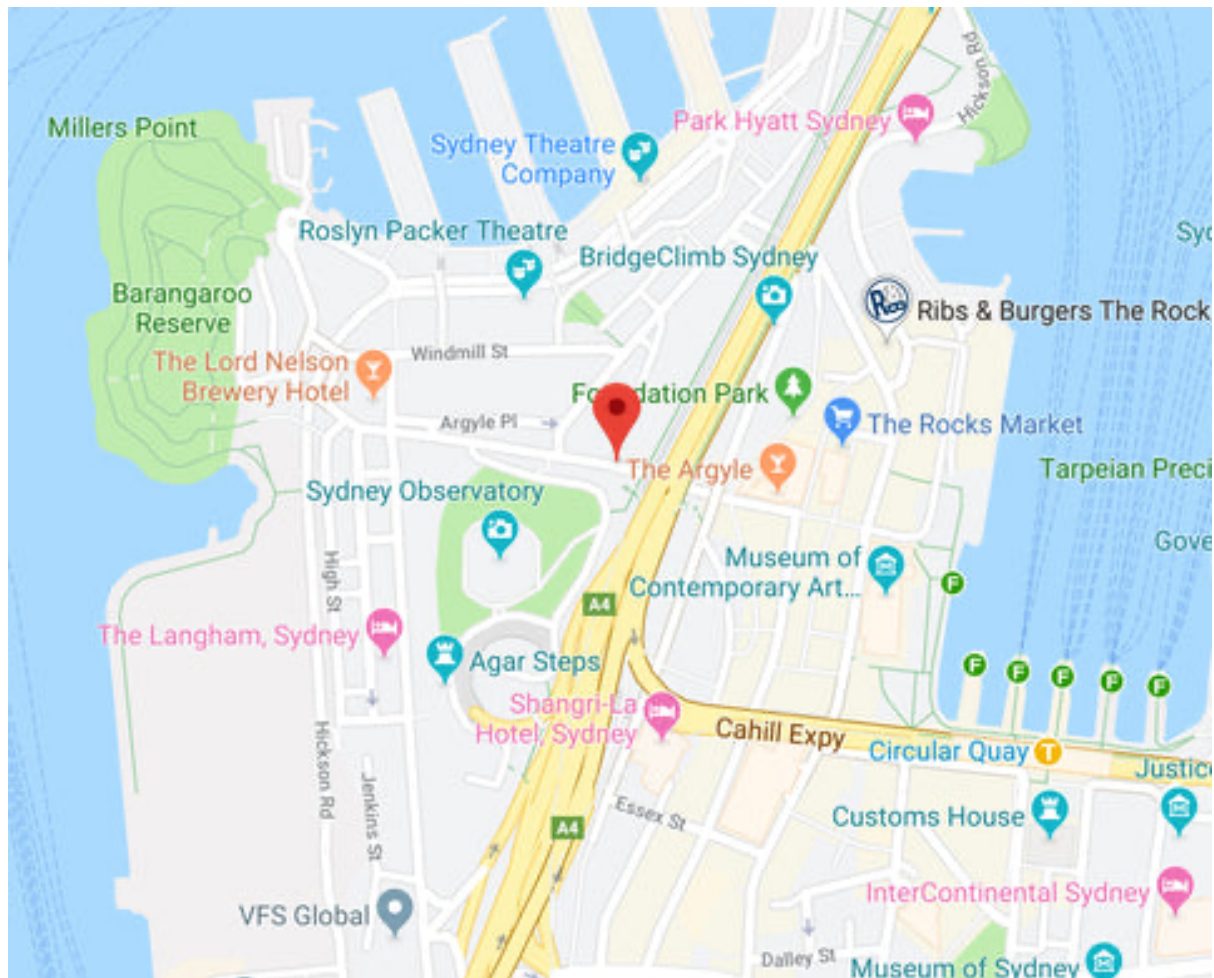 Hickson Rd
Millers Point
Park Hyatt Sydney
Sydney Theatre
Company
Roslyn Packer Theatre
Syd
BridgeClimb Sydney
Barangaroo
Reserve
Ribs & Burgers The Rock
Windmill St
The Lord Nelson
Brewery Hotel
Argyle Pl
The Rocks Market
The Argyle
Tarpeian Preci
Sydney Observatory
Gove
Museum of
Contemporary Art...
F
High St
A4
The Langham, Sydney
Agar Steps
F
F
F
F
F
Shangri-La
Hotel, Sydney
Cahill Expy
Circular Quay
T
Justice
Hickson Rd
Jenkins St
Essex St
A4
Customs House
InterContinental Sydney
VFS Global
Dalley St
Museum of Sydney